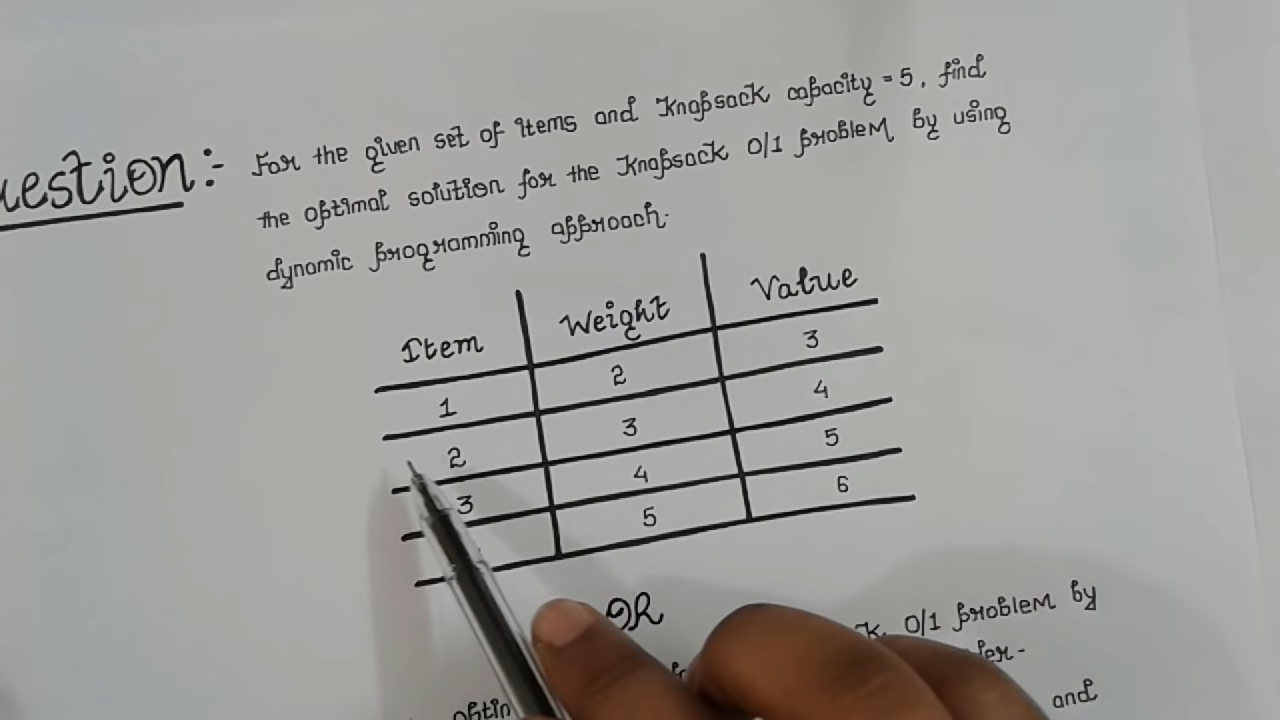 uestion:- For the given set of items and Knapsack capacity = 5, find
the optimal solution for the Knapsack 0/1 problem by using
dynamic programming approach.
Item Weight Value
1 2 3
2 3 4
3 4 5
5 6
OR
0/1 problem by
and